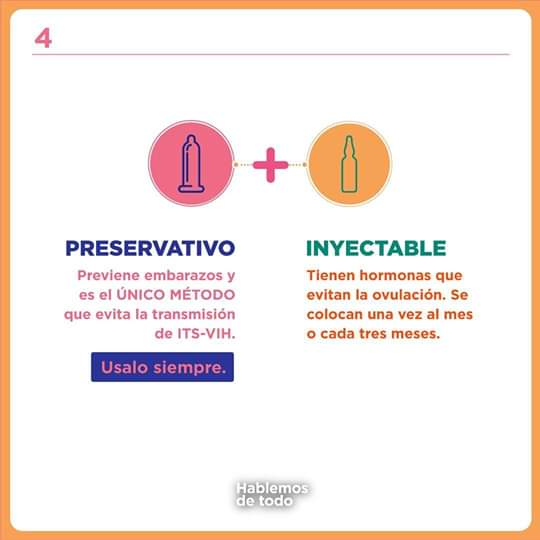 4
PRESERVATIVO
Previene embarazos y
es el ÚNICO MÉTODO
que evita la transmisión
de ITS-VIH.
Usalo siempre.
INYECTABLE
Tienen hormonas que
evitan la ovulación. Se
colocan una vez al mes
o cada tres meses.
Hablemos
de todo